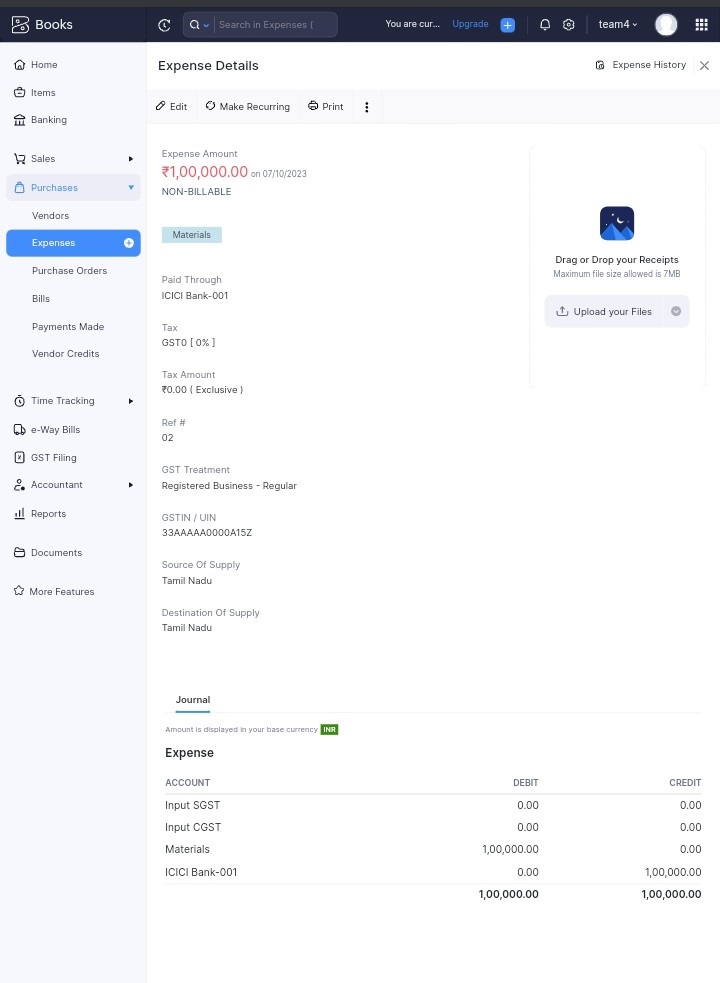 Books
Search in Expenses (
You are cur...
Upgrade
team4
Home
Items
Banking
Sales
Purchases
Vendors
Expenses
Purchase Orders
Bills
Payments Made
Vendor Credits
Time Tracking
e-Way Bills
GST Filing
Accountant
Reports
Documents
More Features
Expense Details
Expense History
Edit
Make Recurring
Print
Expense Amount
₹1,00,000.00 on 07/10/2023
NON-BILLABLE
Materials
Paid Through
ICICI Bank-001
Tax
GST0 [ 0% ]
Tax Amount
₹0.00 ( Exclusive )
Ref #
02
GST Treatment
Registered Business - Regular
GSTIN / UIN
33AAAAA0000A15Z
Source Of Supply
Tamil Nadu
Destination Of Supply
Tamil Nadu
Drag or Drop your Receipts
Maximum file size allowed is 7MB
Upload your Files
Journal
Amount is displayed in your base currency INR
Expense
ACCOUNT DEBIT CREDIT
Input SGST 0.00 0.00
Input CGST 0.00 0.00
Materials 1,00,000.00 0.00
ICICI Bank-001 0.00 1,00,000.00
1,00,000.00 1,00,000.00